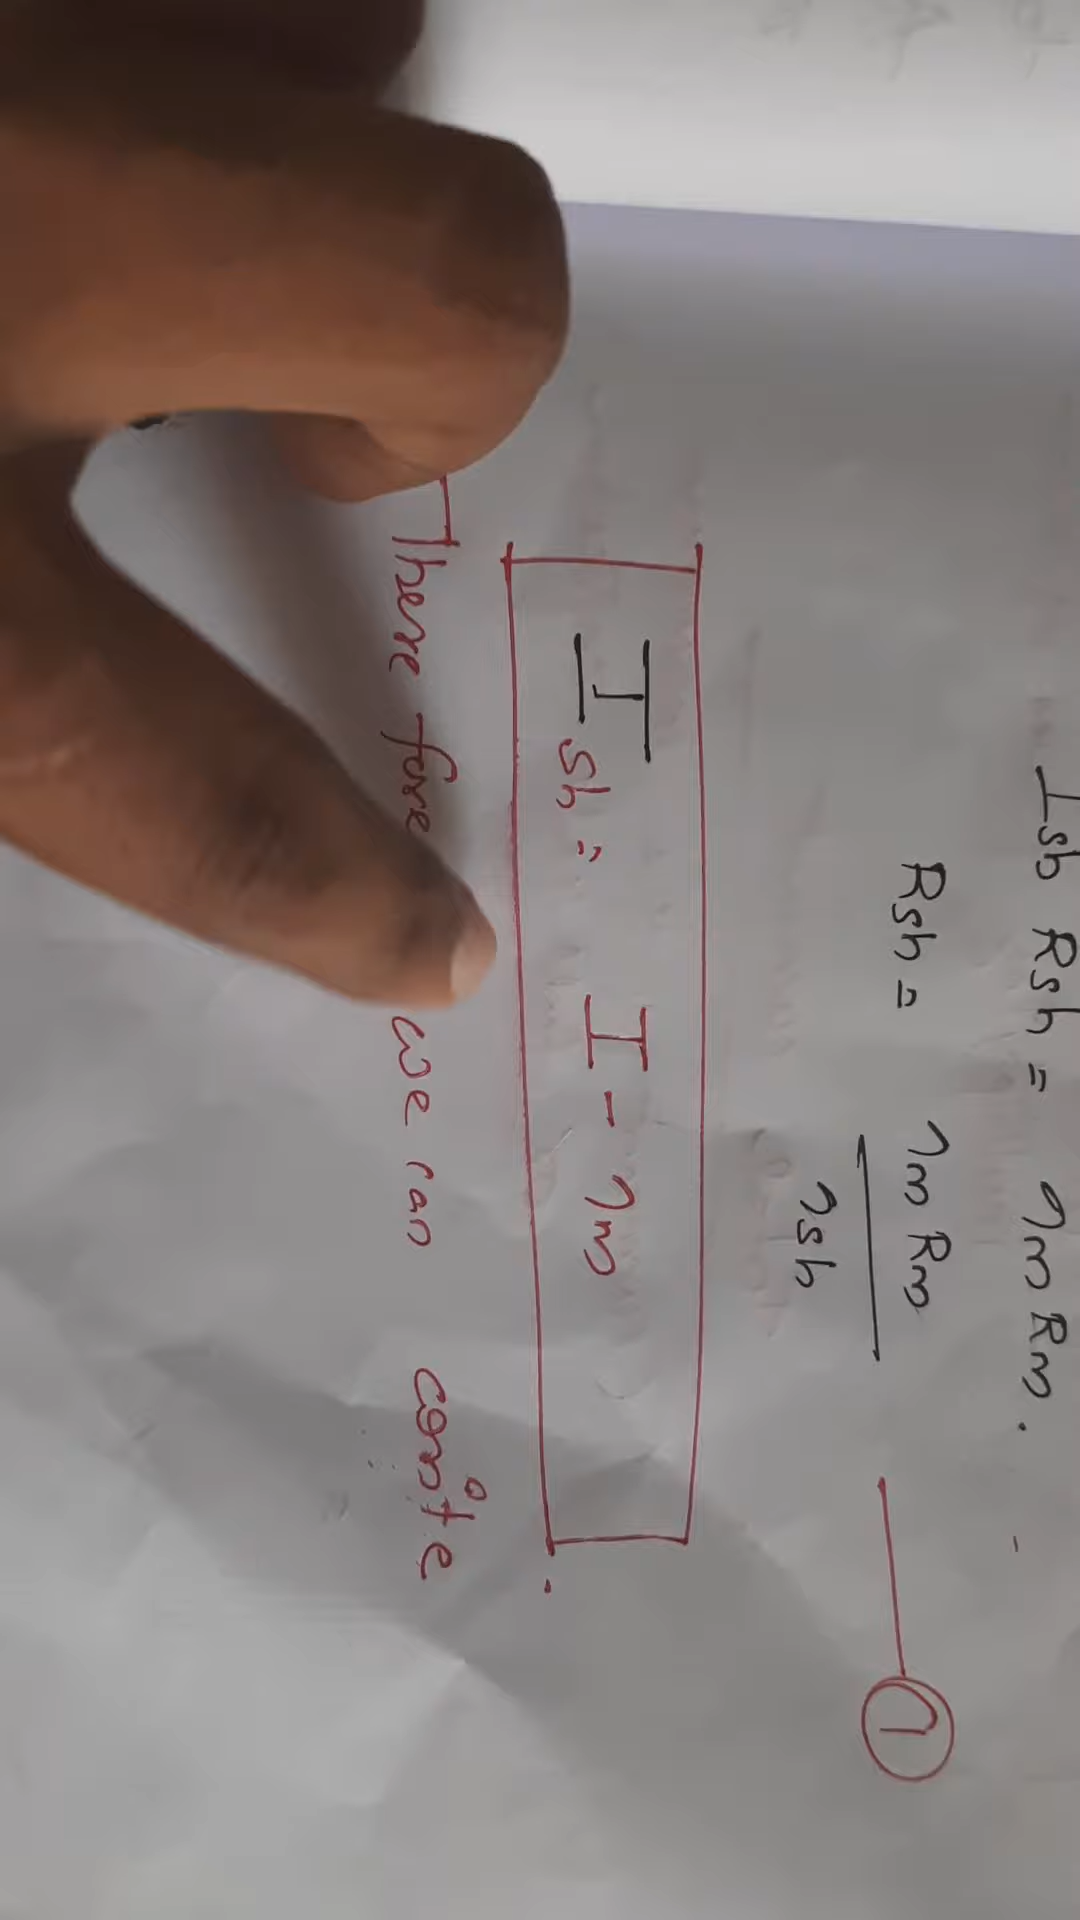 Ish Rsh = Im Rm.
Rsh = Im Rm
Ish
1
Ish = I - Im
There fore we can write